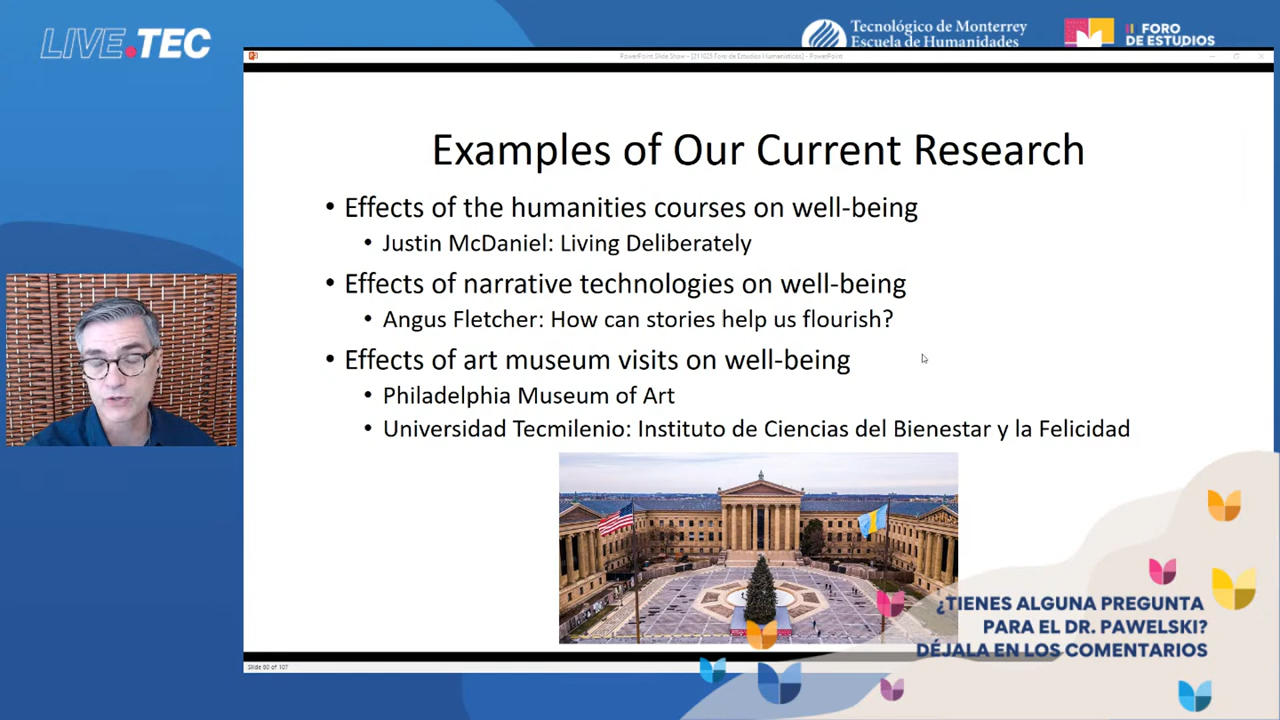 LIVE.TEC
Tecnológico de Monterrey
Escuela de Humanidades
II FORO
DE ESTUDIOS
PowerPoint Slide Show - [211025 Foro de Estudios Humanísticos] - PowerPoint
Examples of Our Current Research
• Effects of the humanities courses on well-being
• Justin McDaniel: Living Deliberately
• Effects of narrative technologies on well-being
• Angus Fletcher: How can stories help us flourish?
• Effects of art museum visits on well-being
• Philadelphia Museum of Art
• Universidad Tecmilenio: Instituto de Ciencias del Bienestar y la Felicidad
¿TIENES ALGUNA PREGUNTA
PARA EL DR. PAWELSKI?
DÉJALA EN LOS COMENTARIOS
Slide 60 of 107